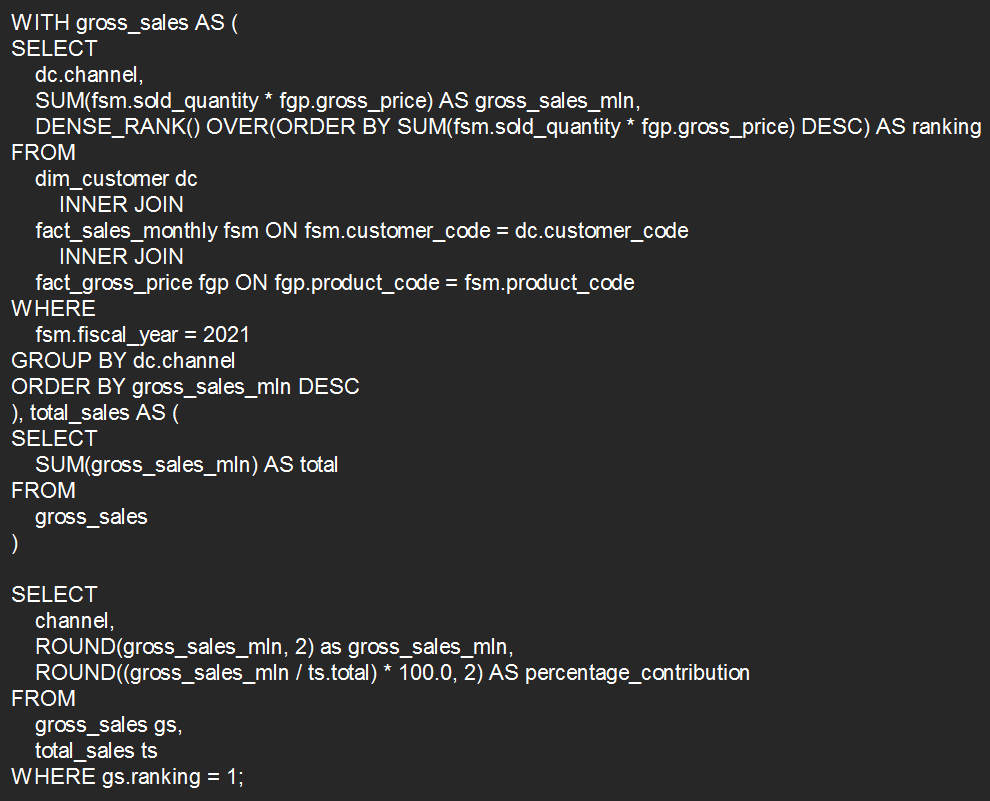 WITH gross_sales AS (
SELECT
    dc.channel,
    SUM(fsm.sold_quantity * fgp.gross_price) AS gross_sales_mln,
    DENSE_RANK() OVER(ORDER BY SUM(fsm.sold_quantity * fgp.gross_price) DESC) AS ranking
FROM
    dim_customer dc
        INNER JOIN
    fact_sales_monthly fsm ON fsm.customer_code = dc.customer_code
        INNER JOIN
    fact_gross_price fgp ON fgp.product_code = fsm.product_code
WHERE
    fsm.fiscal_year = 2021
GROUP BY dc.channel
ORDER BY gross_sales_mln DESC
), total_sales AS (
SELECT
    SUM(gross_sales_mln) AS total
FROM
    gross_sales
)

SELECT
    channel,
    ROUND(gross_sales_mln, 2) as gross_sales_mln,
    ROUND((gross_sales_mln / ts.total) * 100.0, 2) AS percentage_contribution
FROM
    gross_sales gs,
    total_sales ts
WHERE gs.ranking = 1;